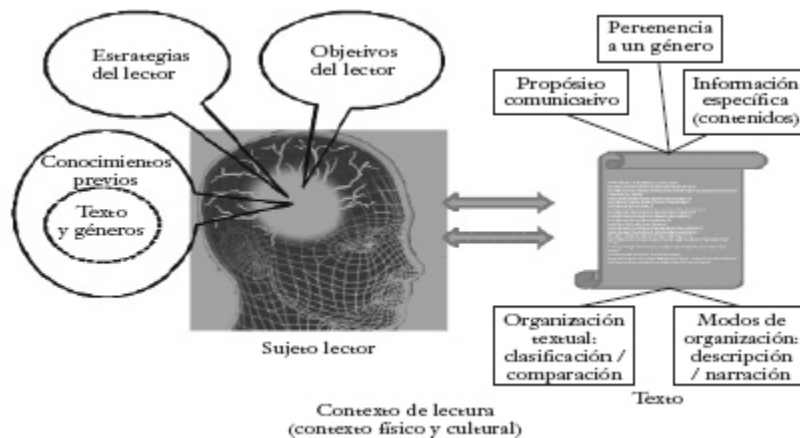 Estrategias
del lector
Objetivos
del lector
Conocimientos
previos
Texto
y géneros
Sujeto lector
Pertenencia
a un género
Propósito
comunicativo
Información
específica
(contenidos)
Organización
textual:
clasificación /
comparación
Modos de
organización:
descripción
/ narración
Texto
Contexto de lectura
(contexto físico y cultural)